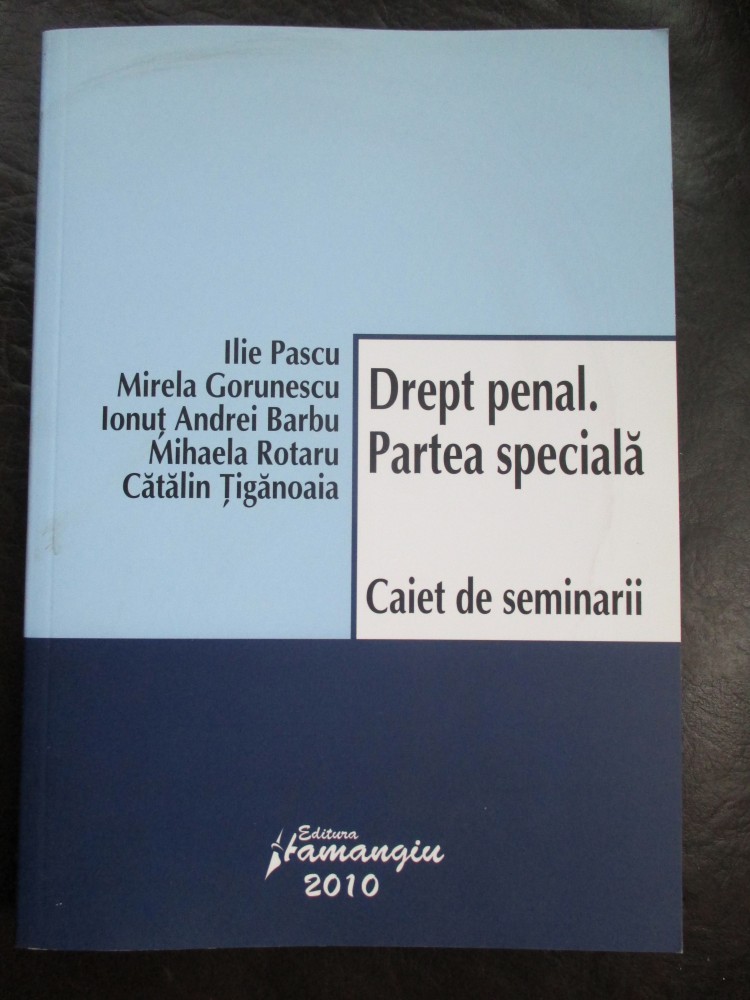 Ilie Pascu
Mirela Gorunescu
Ionuț Andrei Barbu
Mihaela Rotaru
Cătălin Țigănoaia
Drept penal.
Partea specială
Caiet de seminarii
Editura
Hamangiu
2010